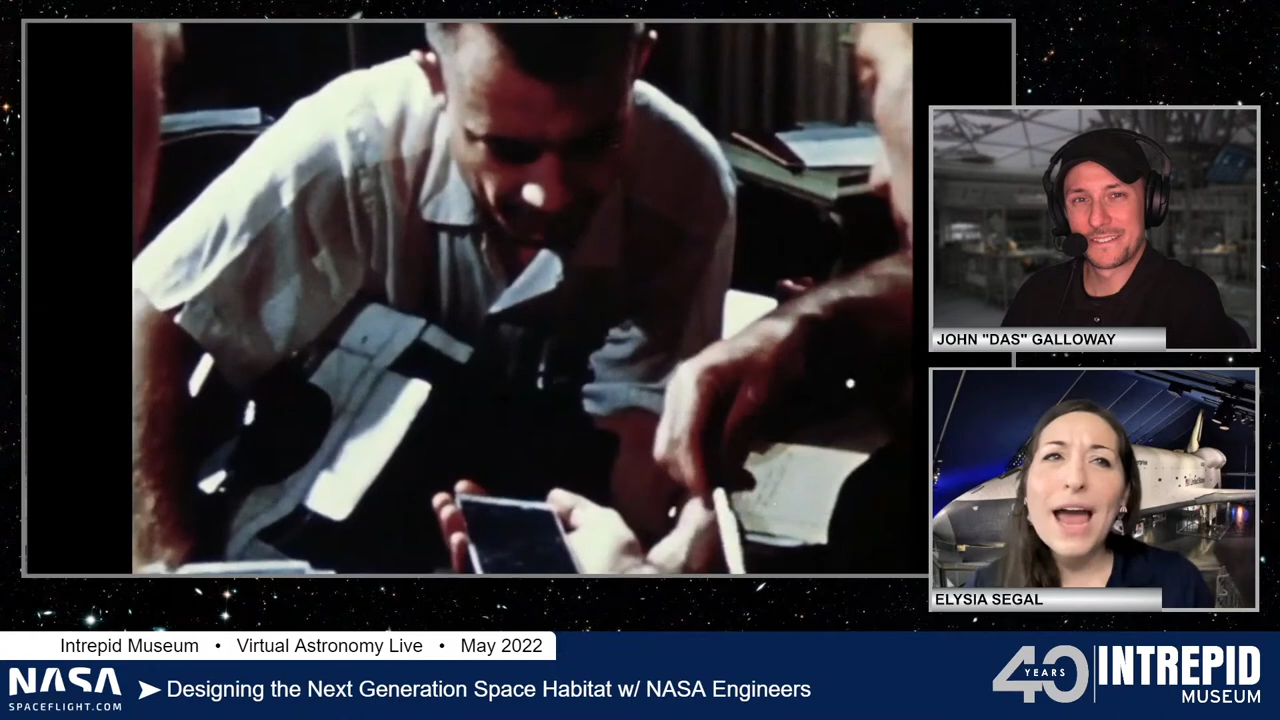 JOHN "DAS" GALLOWAY
ELYSIA SEGAL
Intrepid Museum • Virtual Astronomy Live • May 2022
NASA
SPACEFLIGHT.COM
Designing the Next Generation Space Habitat w/ NASA Engineers
40
YEARS
INTREPID
MUSEUM